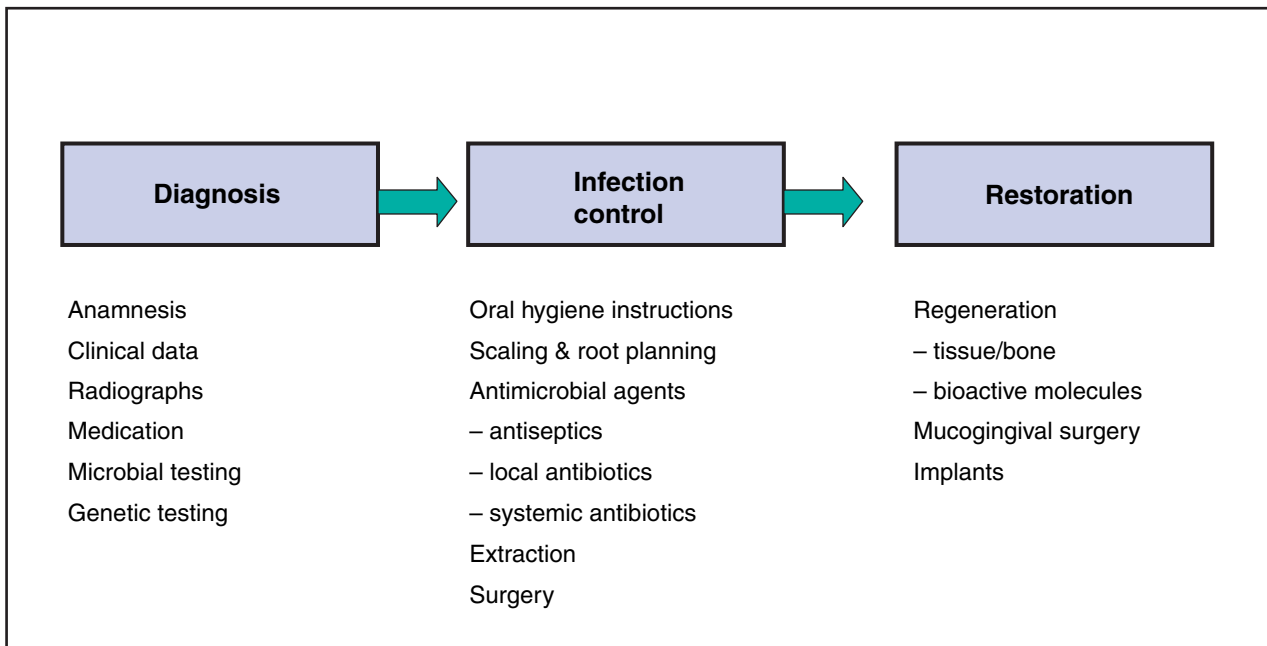 Diagnosis
Anamnesis
Clinical data
Radiographs
Medication
Microbial testing
Genetic testing
Infection
control
Oral hygiene instructions
Scaling & root planning
Antimicrobial agents
– antiseptics
– local antibiotics
– systemic antibiotics
Extraction
Surgery
Restoration
Regeneration
– tissue/bone
– bioactive molecules
Mucogingival surgery
Implants